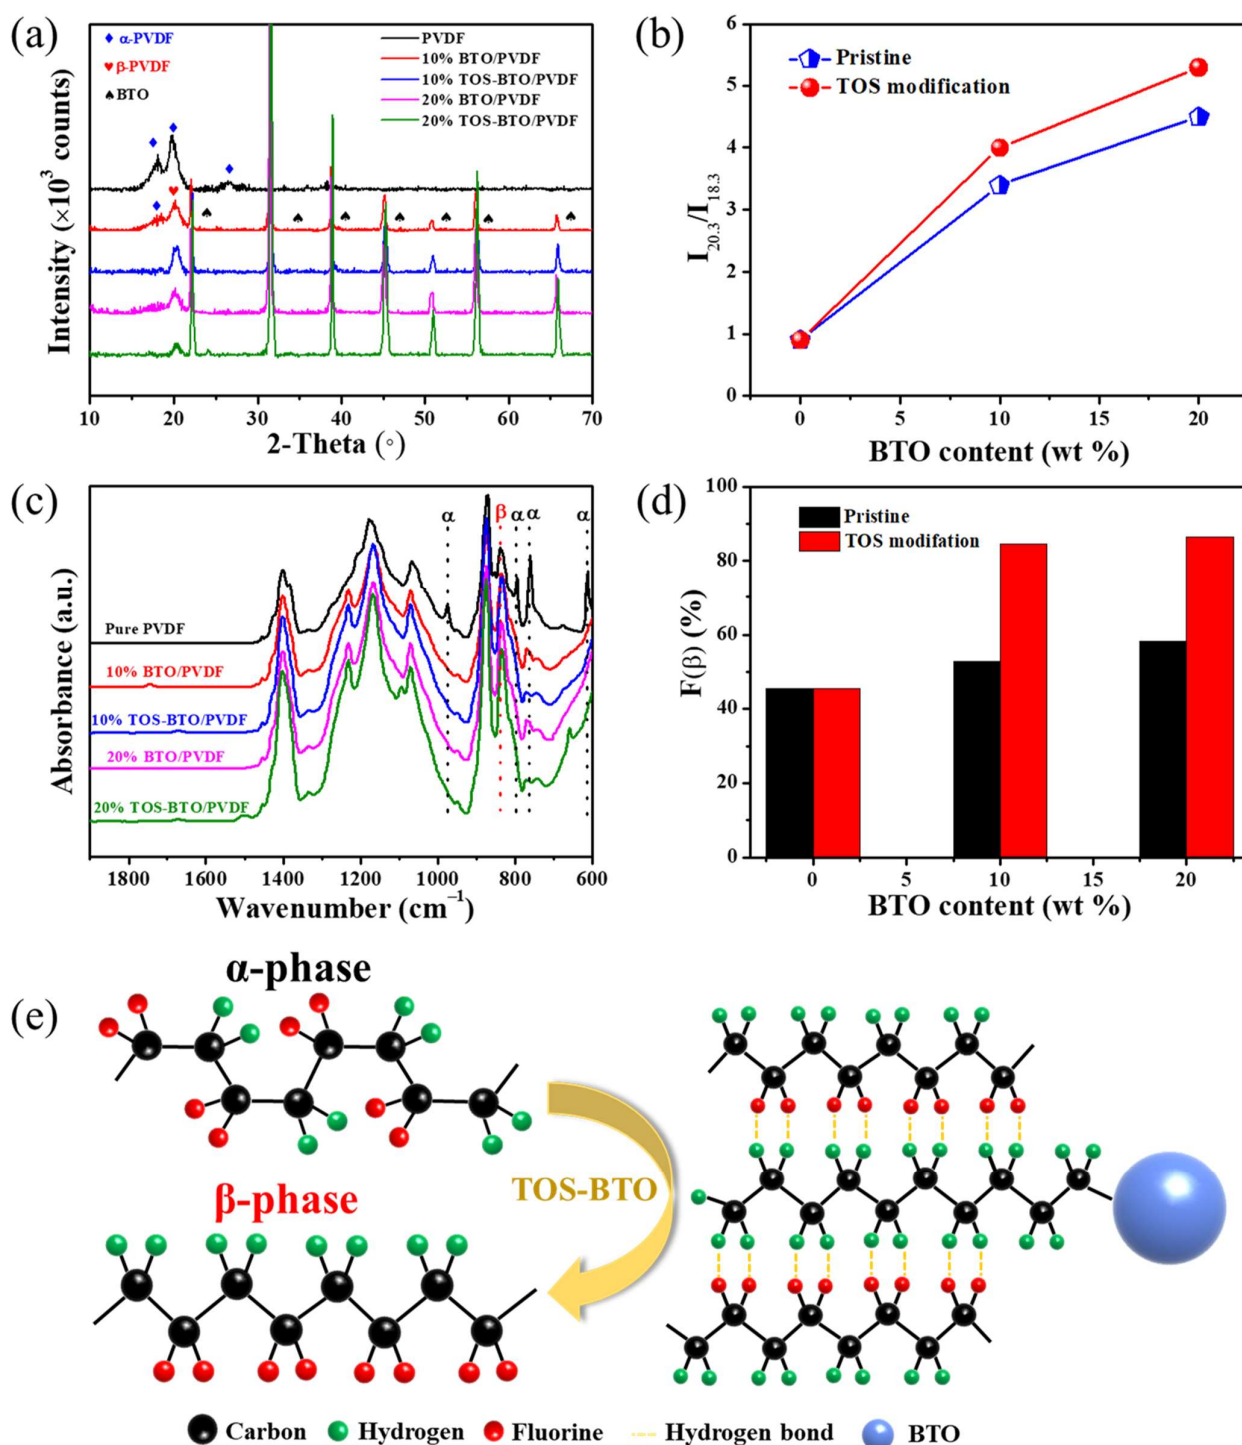 (a)
α-PVDF
β-PVDF
BTO
PVDF
10% BTO/PVDF
10% TOS-BTO/PVDF
20% BTO/PVDF
20% TOS-BTO/PVDF
Intensity (×10³ counts)
10 20 30 40 50 60 70
2-Theta (°)
(b)
Pristine
TOS modification
I20.3/I18.3
6
5
4
3
2
1
0
0 5 10 15 20
BTO content (wt %)
(c)
α β α α α
Pure PVDF
10% BTO/PVDF
10% TOS-BTO/PVDF
20% BTO/PVDF
20% TOS-BTO/PVDF
Absorbance (a.u.)
1800 1600 1400 1200 1000 800 600
Wavenumber (cm⁻¹)
(d)
Pristine
TOS modifation
F(β) (%)
100
80
60
40
20
0
0 5 10 15 20
BTO content (wt %)
(e)
α-phase
TOS-BTO
β-phase
Carbon Hydrogen Fluorine Hydrogen bond BTO